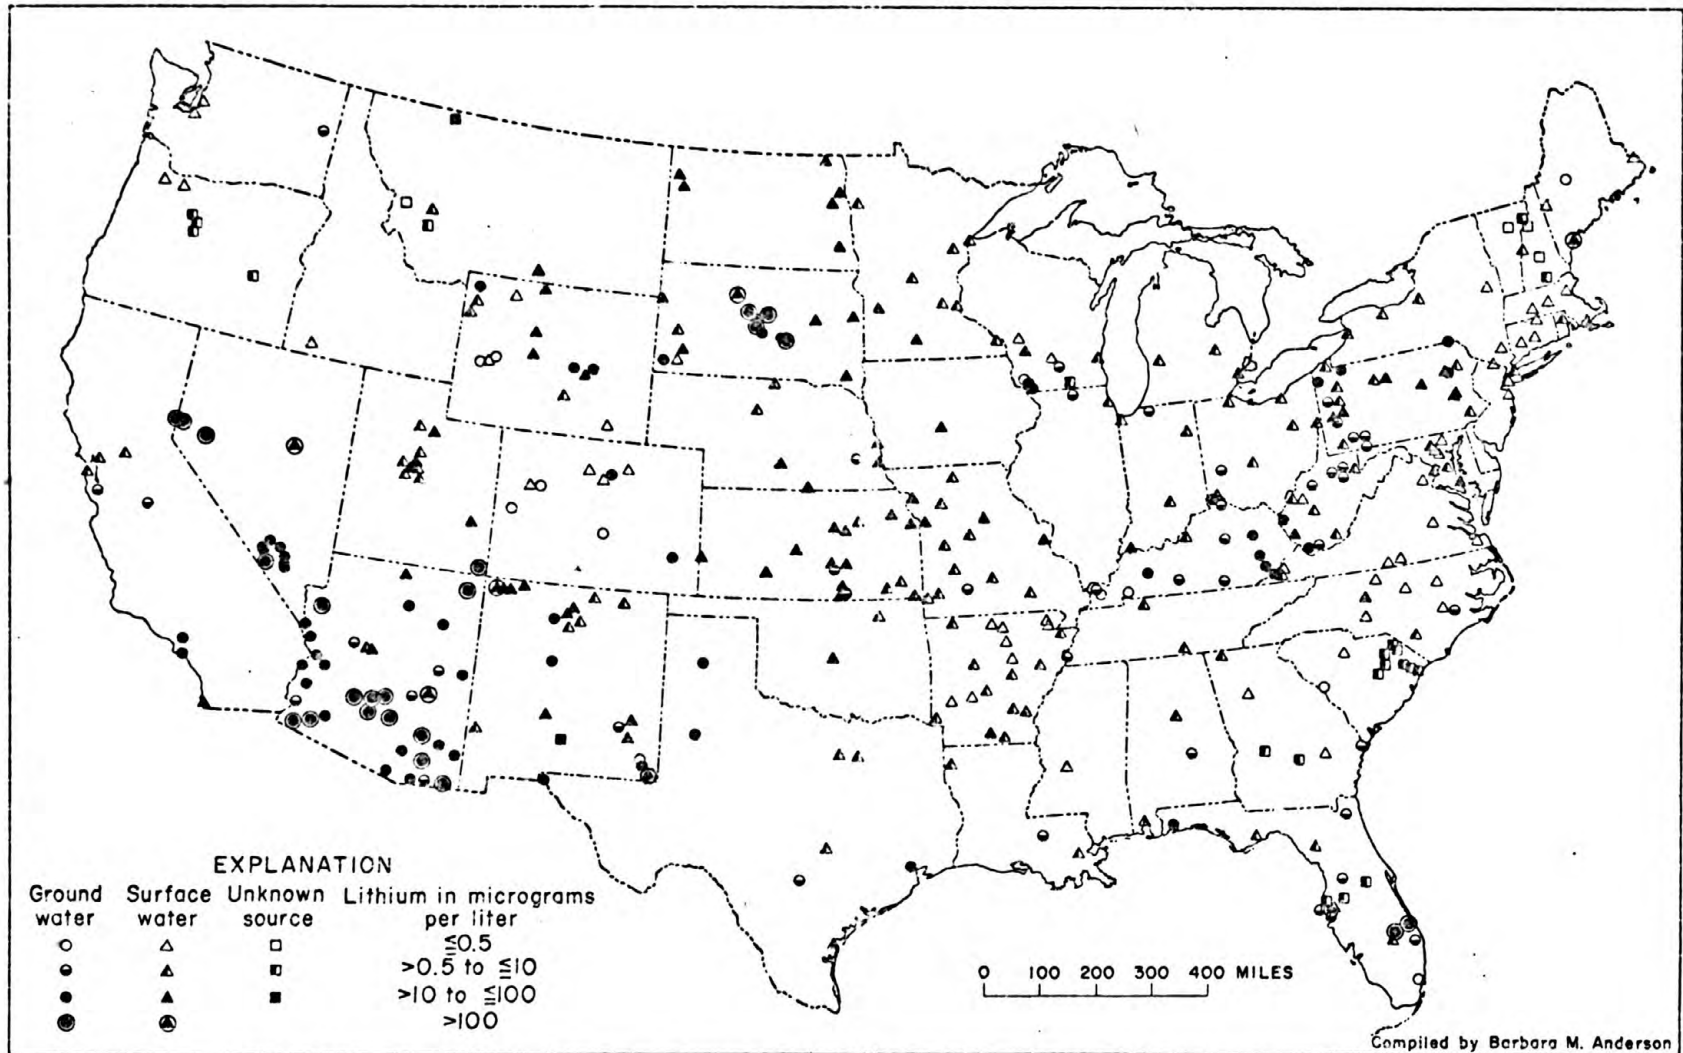 EXPLANATION
Ground water
Surface water
Unknown source
Lithium in micrograms per liter
≦0.5
>0.5 to ≦10
>10 to ≦100
>100
0 100 200 300 400 MILES
Compiled by Barbara M. Anderson